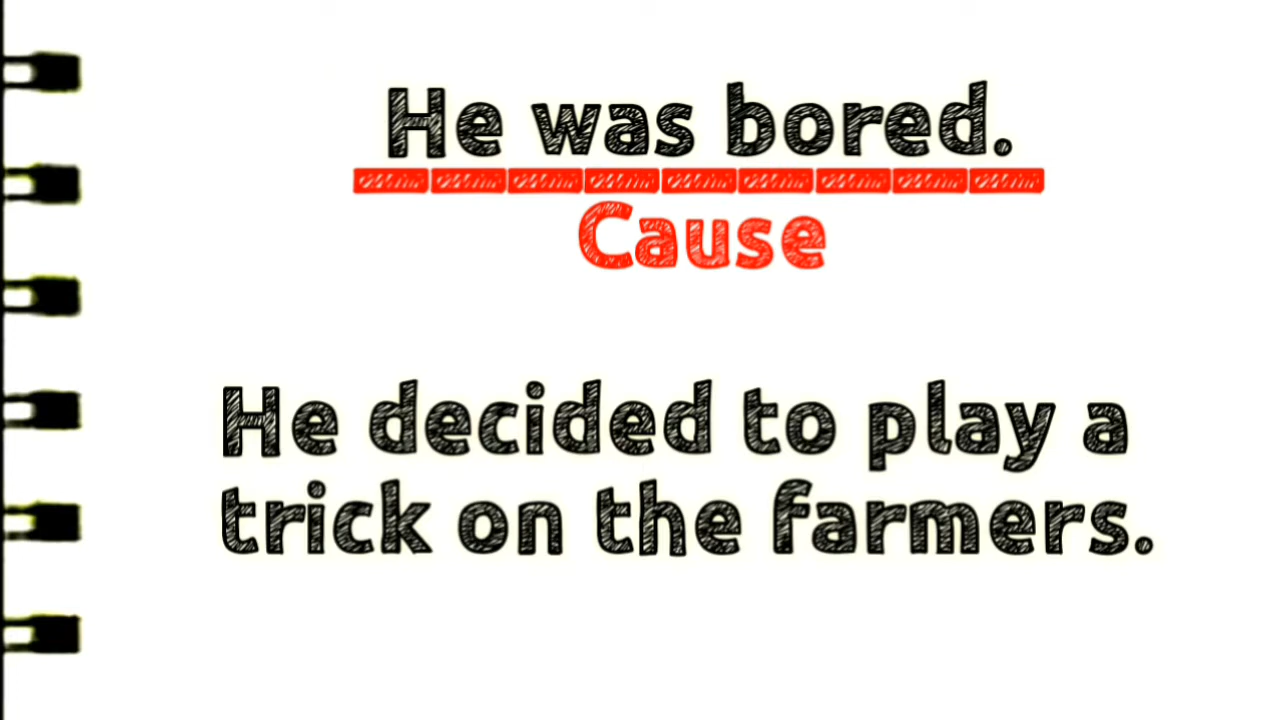 He was bored.
Cause
He decided to play a
trick on the farmers.